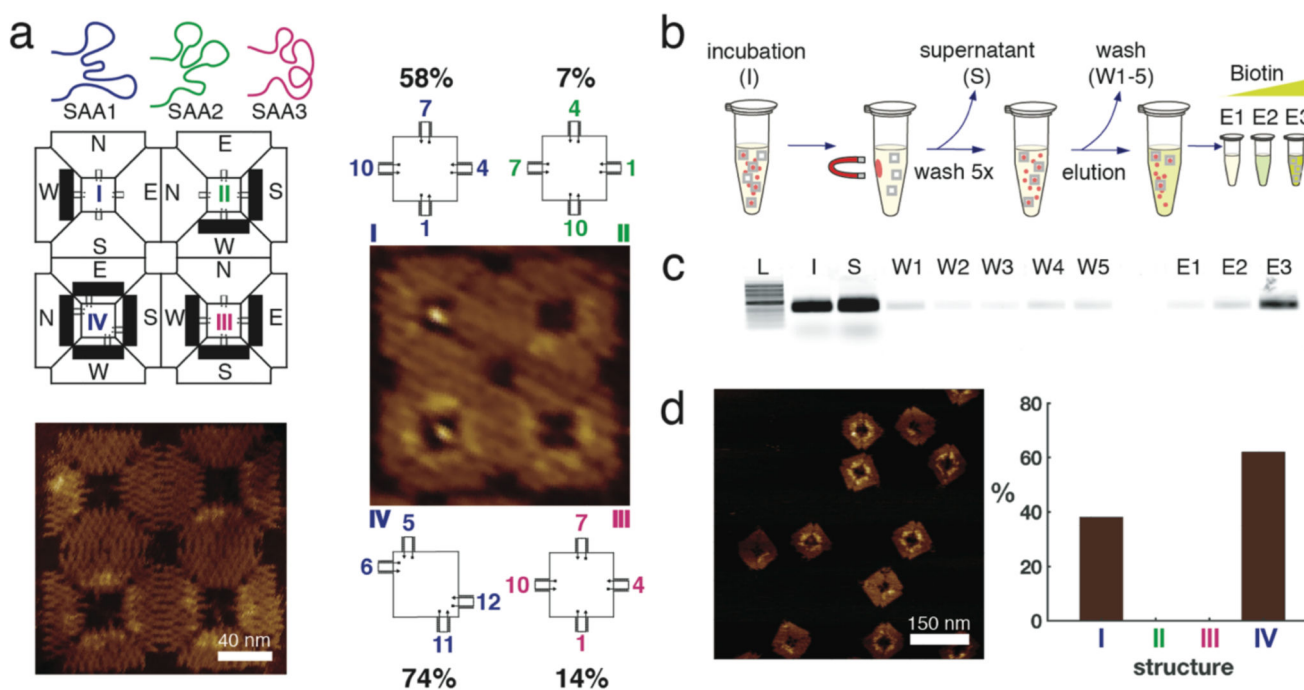 a
SAA1 SAA2 SAA3
N E
W I E N II S
S W
E N
N IV S W III E
W S
40 nm
58% 7%
7 4
10 4 7 1
1 10
I II
IV III
5 7
6 12 10 4
11 1
74% 14%
b
incubation (I)
supernatant (S)
wash (W1-5)
Biotin
E1 E2 E3
wash 5x
elution
c
L I S W1 W2 W3 W4 W5 E1 E2 E3
d
150 nm
80
60
%
40
20
0
I II III IV
structure